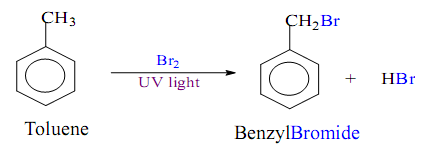 CH3
Br2
UV light
Toluene
CH2Br
+ HBr
BenzylBromide